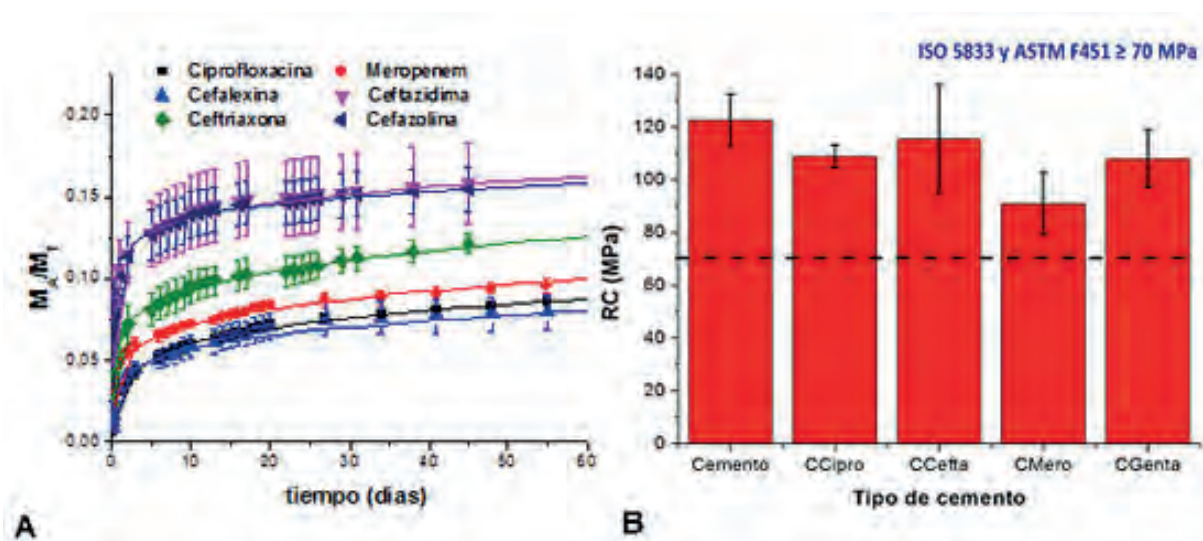 Ciprofloxacina Meropenem
Cefalexina Ceftazidima
Ceftriaxona Cefazolina
0.20
0.15
0.10
0.05
0.00
M_A/M_T
0 10 20 30 40 50 60
tiempo (dias)
A
ISO 5833 y ASTM F451 ≥ 70 MPa
140
120
100
80
60
40
20
0
RC (MPa)
Cemento CCipro CCefta CMero CGenta
Tipo de cemento
B